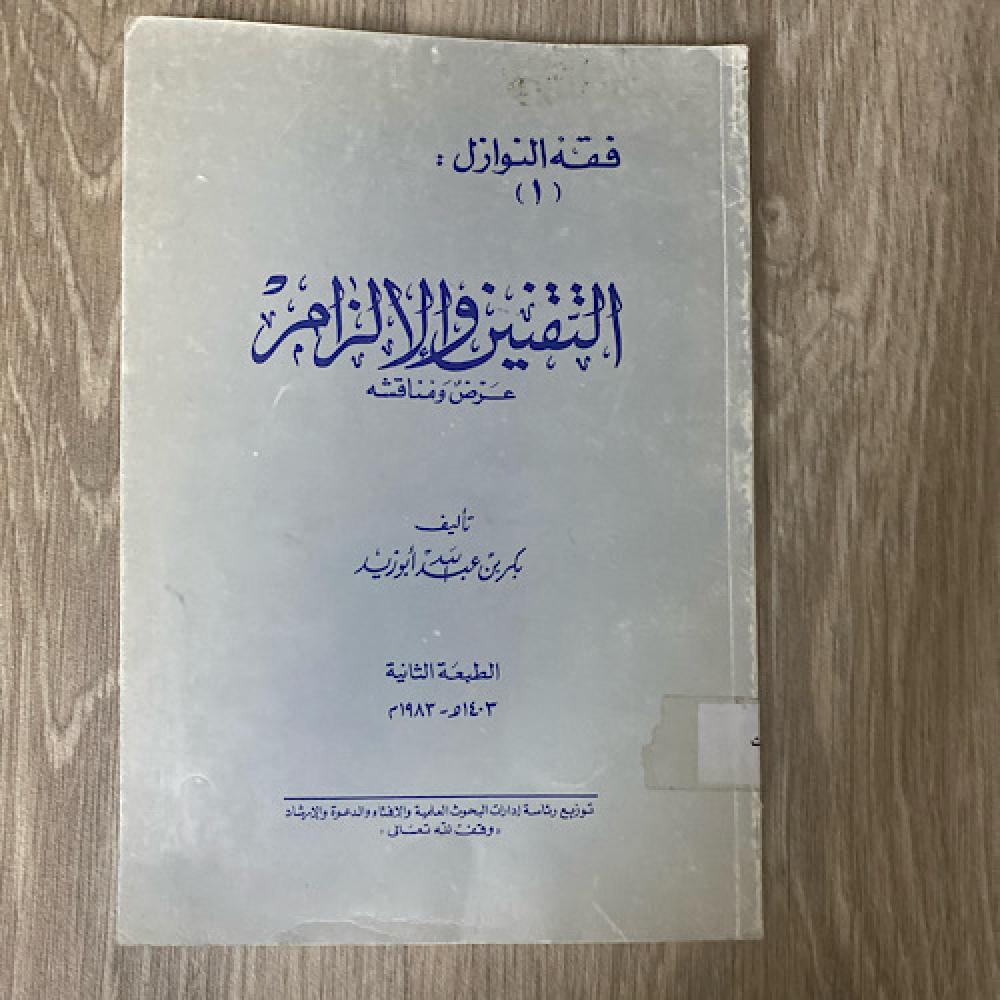 فقه النوازل :
(١)
التقنين والإلزام
عرض ومناقشه
تأليف
بكر بن عبد الله أبو زيد
الطبعة الثانية
١٤٠٣هـ - ١٩٨٣م
توزيع رئاسة إدارات البحوث العلمية والإفتاء والدعوة والإرشاد
«وقف لله تعالى»